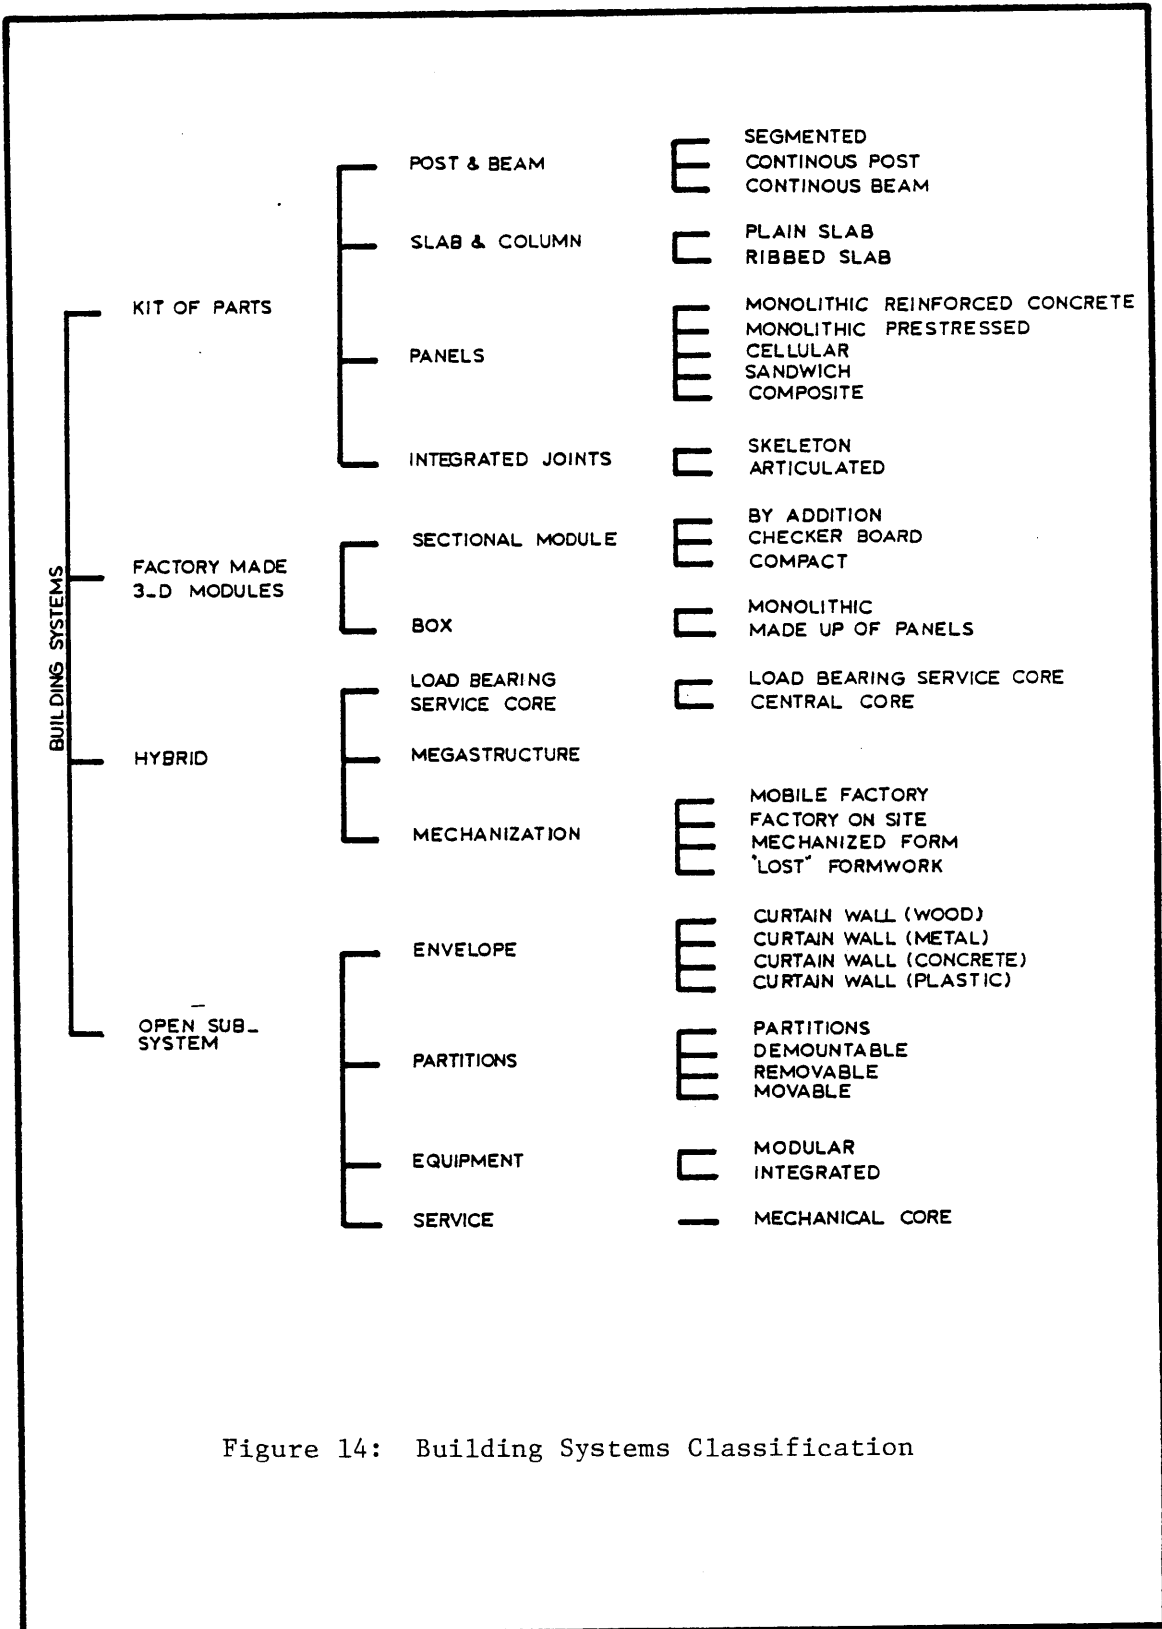 BUILDING SYSTEMS
KIT OF PARTS
POST & BEAM
SEGMENTED
CONTINOUS POST
CONTINOUS BEAM
SLAB & COLUMN
PLAIN SLAB
RIBBED SLAB
PANELS
MONOLITHIC REINFORCED CONCRETE
MONOLITHIC PRESTRESSED
CELLULAR
SANDWICH
COMPOSITE
INTEGRATED JOINTS
SKELETON
ARTICULATED
FACTORY MADE
3_D MODULES
SECTIONAL MODULE
BY ADDITION
CHECKER BOARD
COMPACT
BOX
MONOLITHIC
MADE UP OF PANELS
HYBRID
LOAD BEARING
SERVICE CORE
LOAD BEARING SERVICE CORE
CENTRAL CORE
MEGASTRUCTURE
MECHANIZATION
MOBILE FACTORY
FACTORY ON SITE
MECHANIZED FORM
"LOST" FORMWORK
OPEN SUB_
SYSTEM
ENVELOPE
CURTAIN WALL (WOOD)
CURTAIN WALL (METAL)
CURTAIN WALL (CONCRETE)
CURTAIN WALL (PLASTIC)
PARTITIONS
PARTITIONS
DEMOUNTABLE
REMOVABLE
MOVABLE
EQUIPMENT
MODULAR
INTEGRATED
SERVICE
MECHANICAL CORE
Figure 14: Building Systems Classification